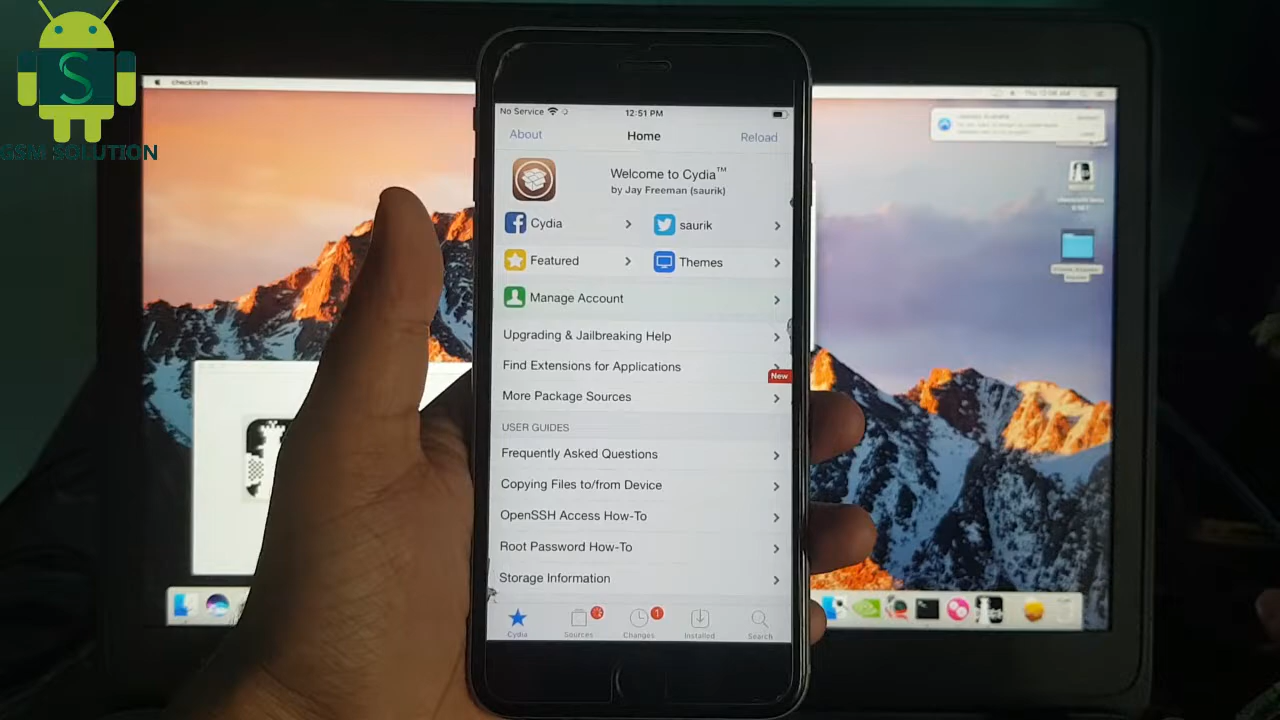 S
GSM SOLUTION
checkra1n
No Service
12:51 PM
About
Home
Reload
Welcome to Cydia™
by Jay Freeman (saurik)
Cydia
saurik
Featured
Themes
Manage Account
Upgrading & Jailbreaking Help
Find Extensions for Applications
New
More Package Sources
USER GUIDES
Frequently Asked Questions
Copying Files to/from Device
OpenSSH Access How-To
Root Password How-To
Storage Information
1
Cydia
Sources
Changes
Installed
Search